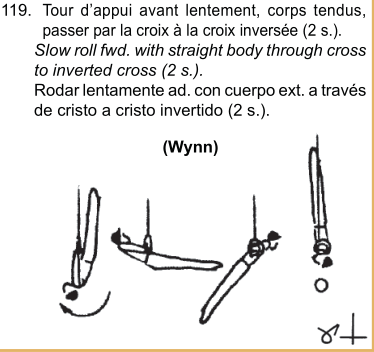 119. Tour d'appui avant lentement, corps tendus,
passer par la croix à la croix inversée (2 s.).
Slow roll fwd. with straight body through cross
to inverted cross (2 s.).
Rodar lentamente ad. con cuerpo ext. a través
de cristo a cristo invertido (2 s.).
(Wynn)